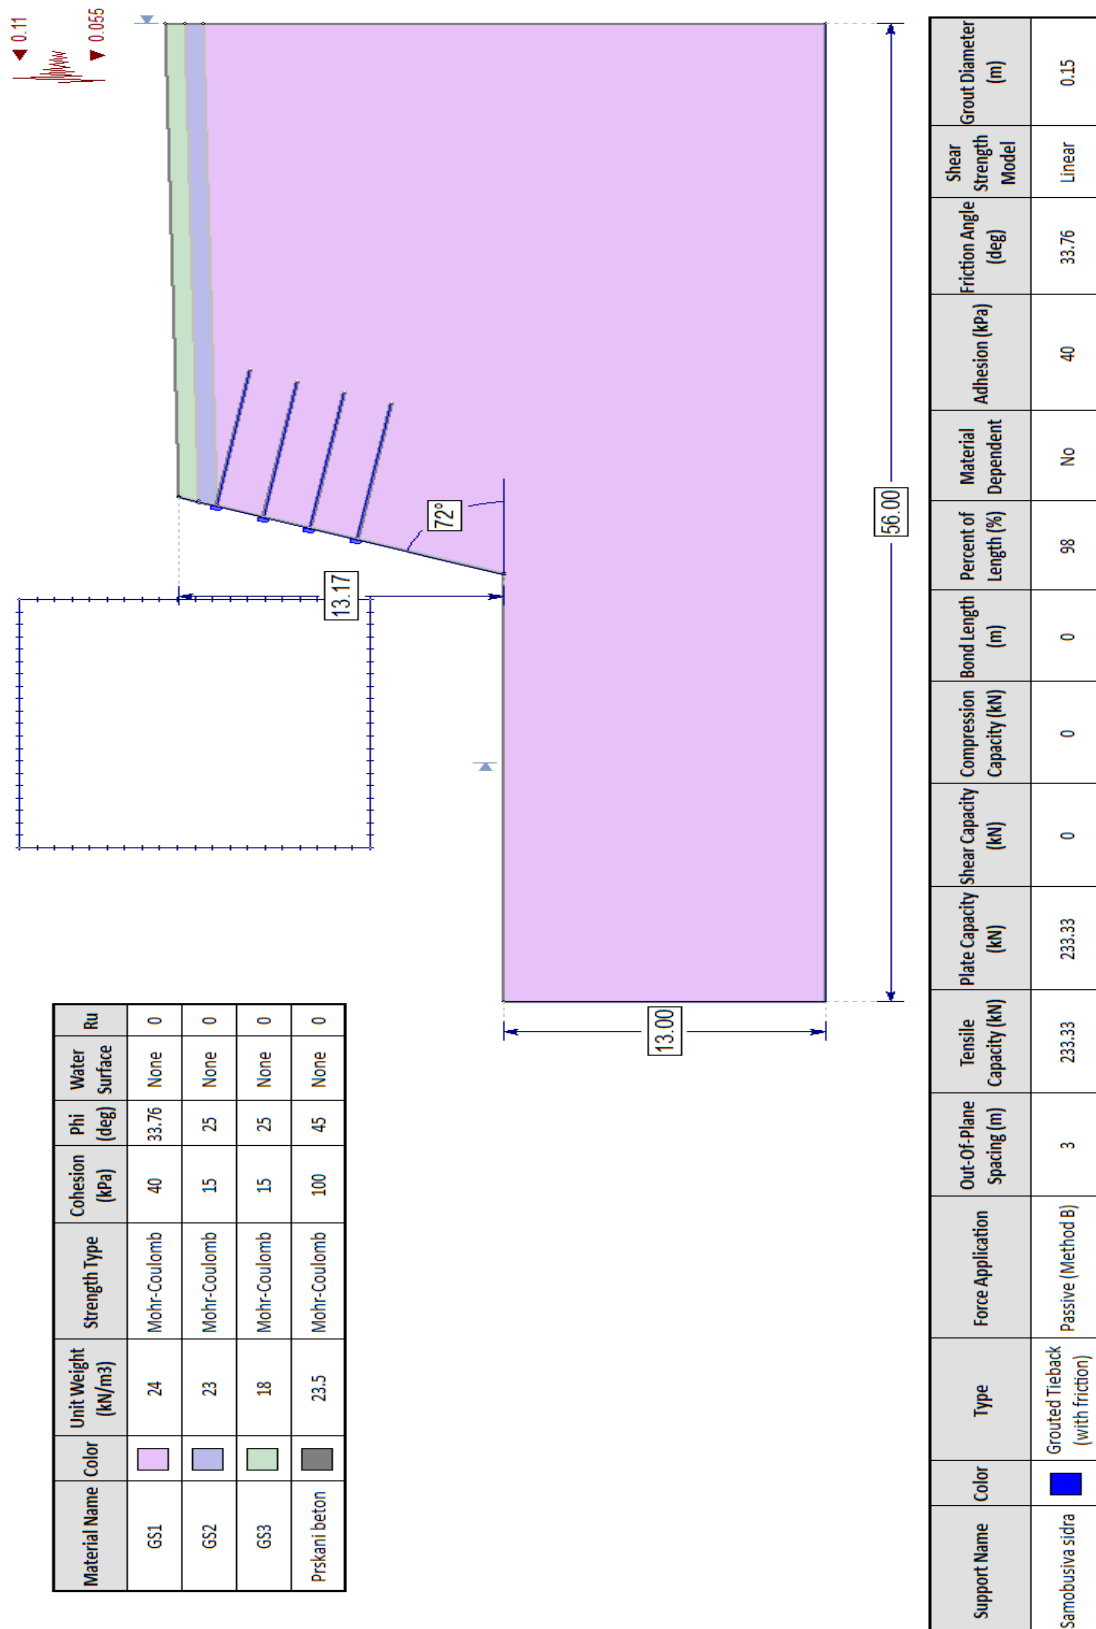 0.11
0.055
Material Name Color Unit Weight (kN/m3) Strength Type Cohesion (kPa) Phi (deg) Water Surface Ru
GS1 24 Mohr-Coulomb 40 33.76 None 0
GS2 23 Mohr-Coulomb 15 25 None 0
GS3 18 Mohr-Coulomb 15 25 None 0
Prskani beton 23.5 Mohr-Coulomb 100 45 None 0
13.17
72°
13.00
56.00
Support Name Color Type Force Application Out-Of-Plane Spacing (m) Tensile Capacity (kN) Plate Capacity (kN) Shear Capacity (kN) Compression Capacity (kN) Bond Length (m) Percent of Length (%) Material Dependent Adhesion (kPa) Friction Angle (deg) Shear Strength Model Grout Diameter (m)
Samobusiva sidra Grouted Tieback (with friction) Passive (Method B) 3 233.33 233.33 0 0 0 98 No 40 33.76 Linear 0.15